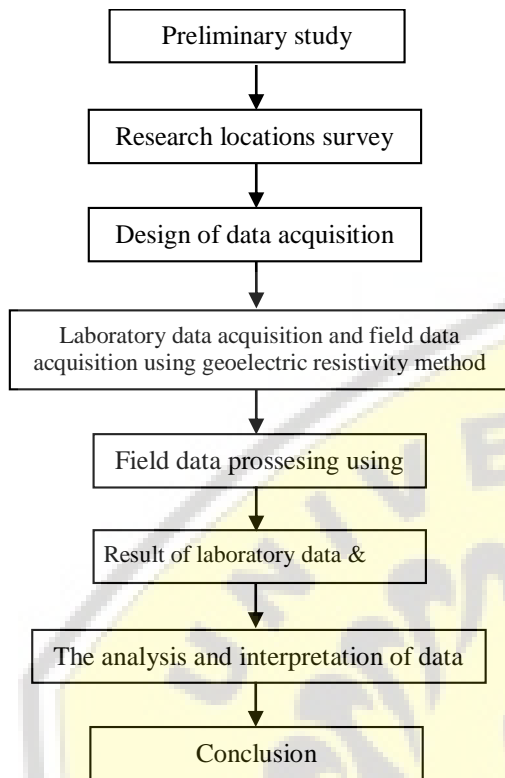 Preliminary study
Research locations survey
Design of data acquisition
Laboratory data acquisition and field data
acquisition using geoelectric resistivity method
Field data prossesing using
Result of laboratory data &
The analysis and interpretation of data
Conclusion
UNIVE